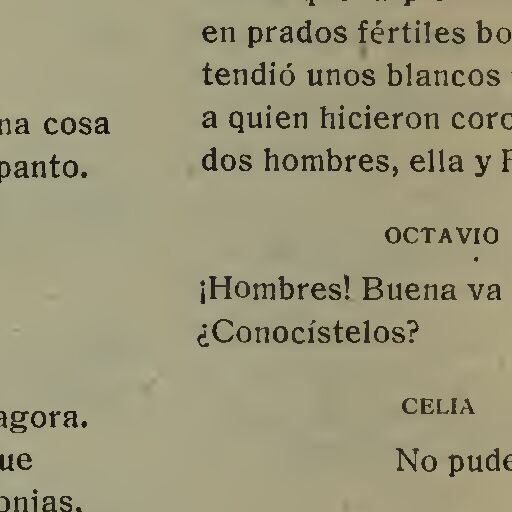 na cosa
panto.
agora.
ue
onias,
en prados fértiles bo
tendió unos blancos
a quien hicieron coro
dos hombres, ella y
OCTAVIO
¡Hombres! Buena va
¿Conocístelos?
CELIA
No pude